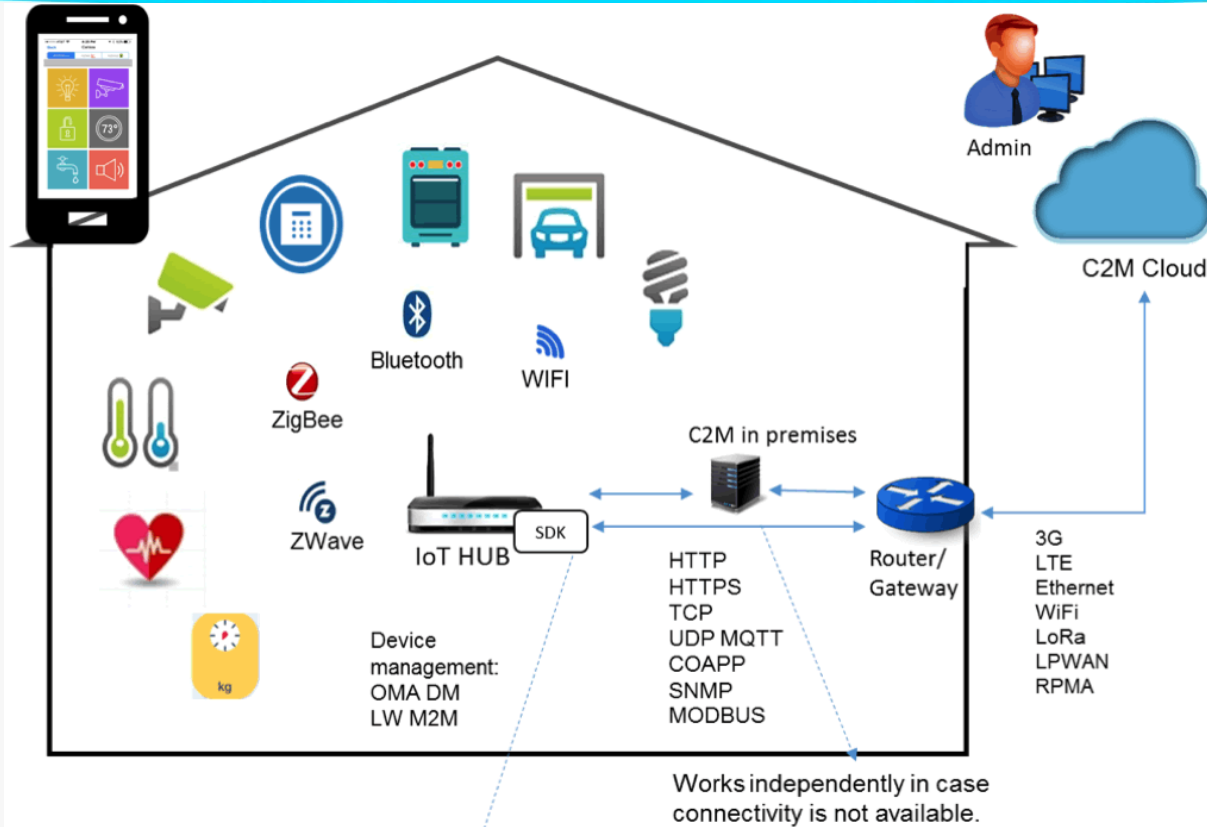 73°
Admin
C2M Cloud
Bluetooth
WIFI
ZigBee
C2M in premises
ZWave
IoT HUB
SDK
Router/
Gateway
HTTP
HTTPS
TCP
UDP MQTT
COAPP
SNMP
MODBUS
3G
LTE
Ethernet
WiFi
LoRa
LPWAN
RPMA
Device
management:
OMA DM
LW M2M
kg
Works independently in case
connectivity is not available.